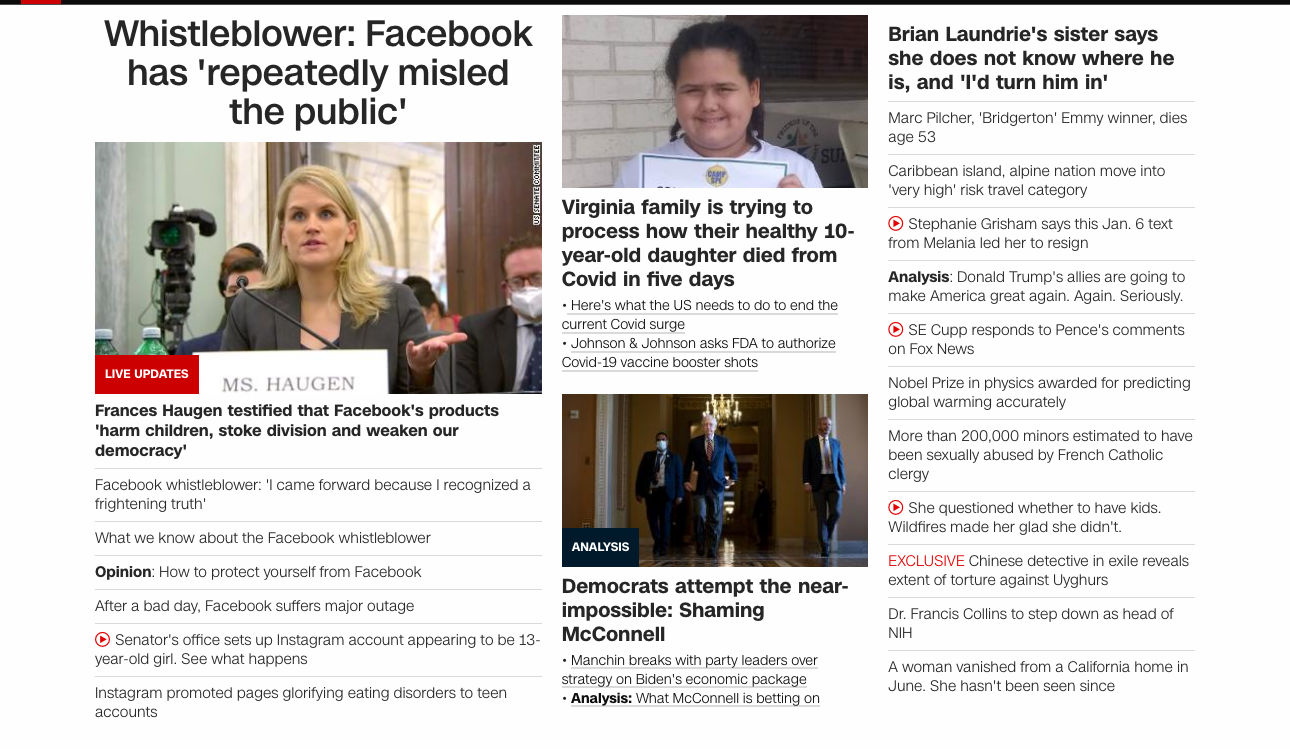 Whistleblower: Facebook
has 'repeatedly misled
the public'
US SENATE COMMITTEE
MS. HAUGEN
LIVE UPDATES
Frances Haugen testified that Facebook's products
'harm children, stoke division and weaken our
democracy'
Facebook whistleblower: 'I came forward because I recognized a
frightening truth'
What we know about the Facebook whistleblower
Opinion: How to protect yourself from Facebook
After a bad day, Facebook suffers major outage
Senator's office sets up Instagram account appearing to be 13-
year-old girl. See what happens
Instagram promoted pages glorifying eating disorders to teen
accounts
FRIENDS OF THE
CAMP
Virginia family is trying to
process how their healthy 10-
year-old daughter died from
Covid in five days
• Here's what the US needs to do to end the
current Covid surge
• Johnson & Johnson asks FDA to authorize
Covid-19 vaccine booster shots
ANALYSIS
Democrats attempt the near-
impossible: Shaming
McConnell
• Manchin breaks with party leaders over
strategy on Biden's economic package
• Analysis: What McConnell is betting on
Brian Laundrie's sister says
she does not know where he
is, and 'I'd turn him in'
Marc Pilcher, 'Bridgerton' Emmy winner, dies
age 53
Caribbean island, alpine nation move into
'very high' risk travel category
Stephanie Grisham says this Jan. 6 text
from Melania led her to resign
Analysis: Donald Trump's allies are going to
make America great again. Again. Seriously.
SE Cupp responds to Pence's comments
on Fox News
Nobel Prize in physics awarded for predicting
global warming accurately
More than 200,000 minors estimated to have
been sexually abused by French Catholic
clergy
She questioned whether to have kids.
Wildfires made her glad she didn't.
EXCLUSIVE Chinese detective in exile reveals
extent of torture against Uyghurs
Dr. Francis Collins to step down as head of
NIH
A woman vanished from a California home in
June. She hasn't been seen since